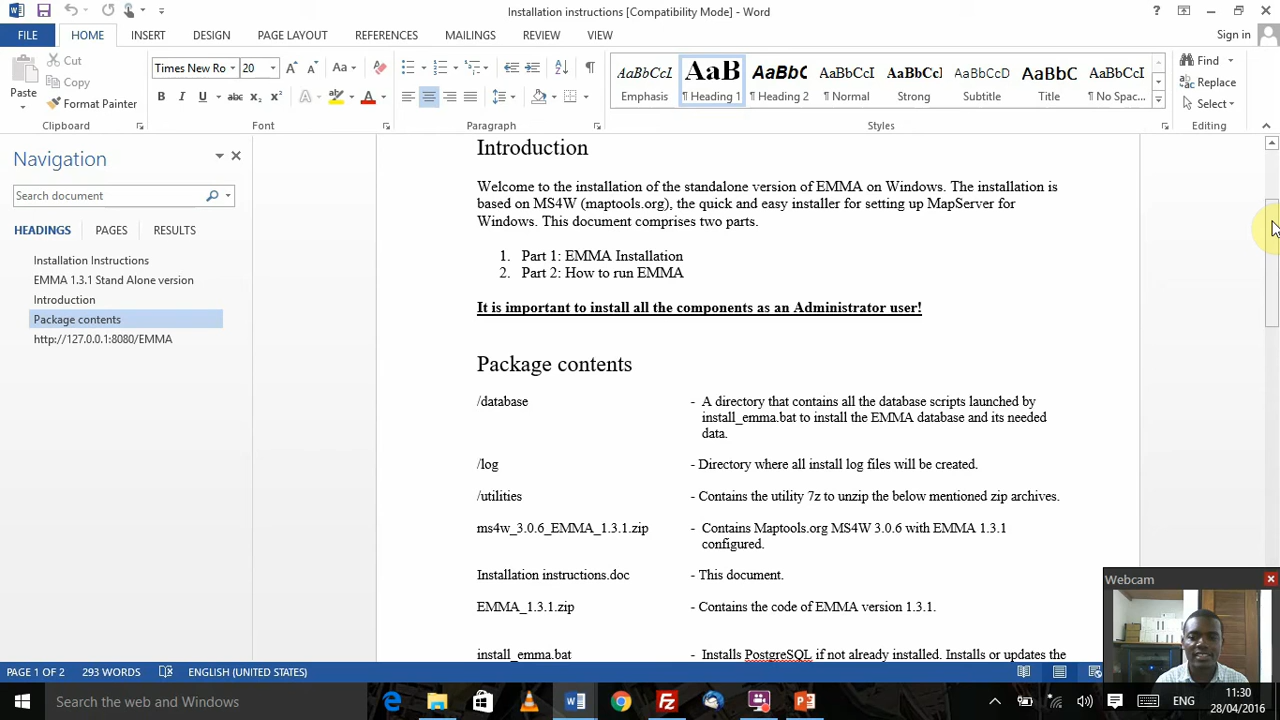 Installation instructions [Compatibility Mode] - Word
FILE HOME INSERT DESIGN PAGE LAYOUT REFERENCES MAILINGS REVIEW VIEW Sign in
Paste
Cut
Copy
Format Painter
Clipboard
Times New Ro 20
Font
Paragraph
AaBbCcI AaB AaBbC AaBbCcI AaBbCcI AaBbCcD AaBbC AaBbCcI
Emphasis ¶ Heading 1 ¶ Heading 2 ¶ Normal Strong Subtitle Title ¶ No Spac...
Styles
Find
Replace
Select
Editing
Navigation
Search document
HEADINGS PAGES RESULTS
Installation Instructions
EMMA 1.3.1 Stand Alone version
Introduction
Package contents
http://127.0.0.1:8080/EMMA
Introduction
Welcome to the installation of the standalone version of EMMA on Windows. The installation is
based on MS4W (maptools.org), the quick and easy installer for setting up MapServer for
Windows. This document comprises two parts.
1. Part 1: EMMA Installation
2. Part 2: How to run EMMA
It is important to install all the components as an Administrator user!
Package contents
/database - A directory that contains all the database scripts launched by
install_emma.bat to install the EMMA database and its needed
data.
/log - Directory where all install log files will be created.
/utilities - Contains the utility 7z to unzip the below mentioned zip archives.
ms4w_3.0.6_EMMA_1.3.1.zip - Contains Maptools.org MS4W 3.0.6 with EMMA 1.3.1
configured.
Installation instructions.doc - This document.
EMMA_1.3.1.zip - Contains the code of EMMA version 1.3.1.
install_emma.bat - Installs PostgreSQL if not already installed. Installs or updates the
Webcam
PAGE 1 OF 2 293 WORDS ENGLISH (UNITED STATES)
Search the web and Windows
ENG
11:30
28/04/2016